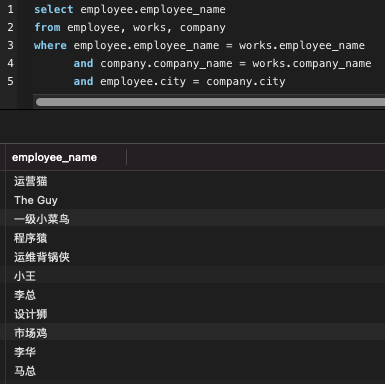 1 select employee.employee_name
2 from employee, works, company
3 where employee.employee_name = works.employee_name
4 and company.company_name = works.company_name
5 and employee.city = company.city
employee_name
运营猫
The Guy
一级小菜鸟
程序猿
运维背锅侠
小王
李总
设计狮
市场鸡
李华
马总